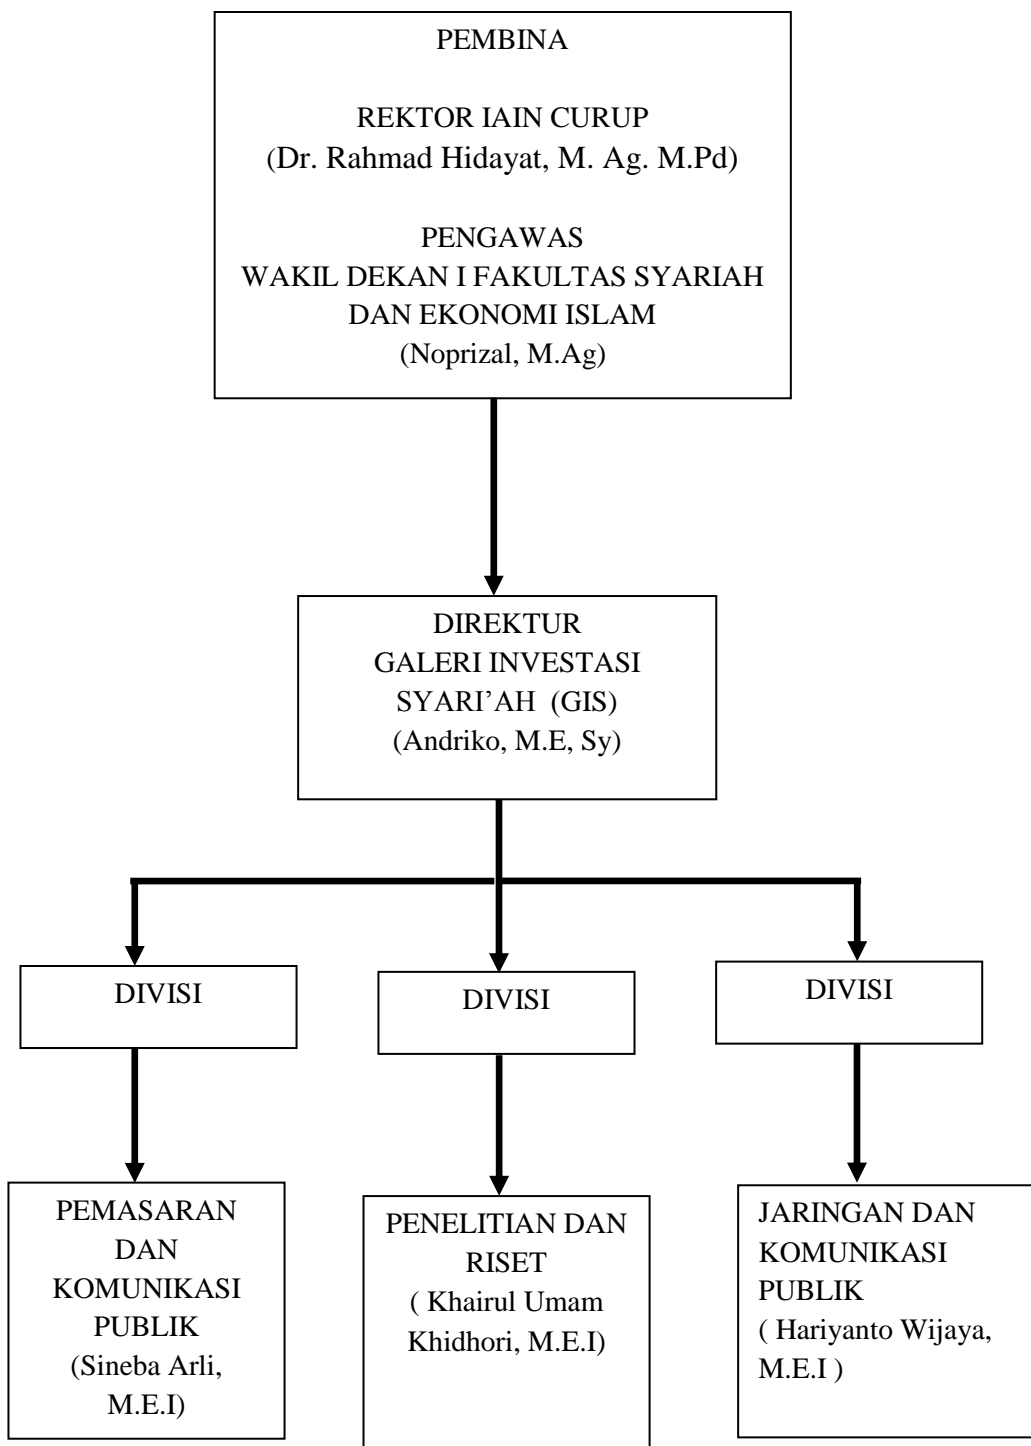 PEMBINA
REKTOR IAIN CURUP
(Dr. Rahmad Hidayat, M. Ag. M.Pd)
PENGAWAS
WAKIL DEKAN I FAKULTAS SYARIAH
DAN EKONOMI ISLAM
(Noprizal, M.Ag)
DIREKTUR
GALERI INVESTASI
SYARI’AH (GIS)
(Andriko, M.E, Sy)
DIVISI
DIVISI
DIVISI
PEMASARAN
DAN
KOMUNIKASI
PUBLIK
(Sineba Arli,
M.E.I)
PENELITIAN DAN
RISET
( Khairul Umam
Khidhori, M.E.I)
JARINGAN DAN
KOMUNIKASI
PUBLIK
( Hariyanto Wijaya,
M.E.I )